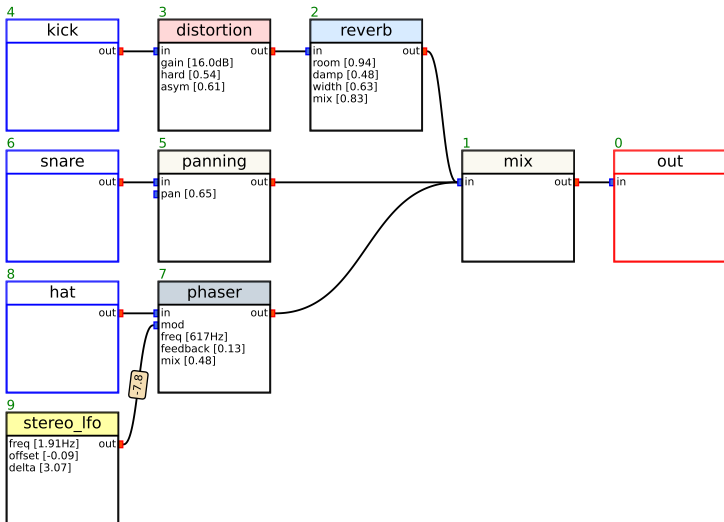 4
kick
out
3
distortion
in out
gain [16.0dB]
hard [0.54]
asym [0.61]
2
reverb
in out
room [0.94]
damp [0.48]
width [0.63]
mix [0.83]
6
snare
out
5
panning
in out
pan [0.65]
1
mix
in out
0
out
in
8
hat
out
7
phaser
in out
mod
freq [617Hz]
feedback [0.13]
mix [0.48]
-7.8
9
stereo_lfo
freq [1.91Hz] out
offset [-0.09]
delta [3.07]